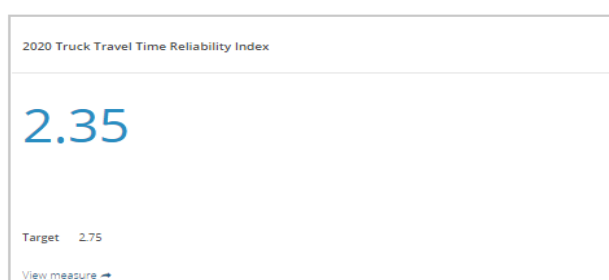 2020 Truck Travel Time Reliability Index
2.35
Target 2.75
View measure ➞